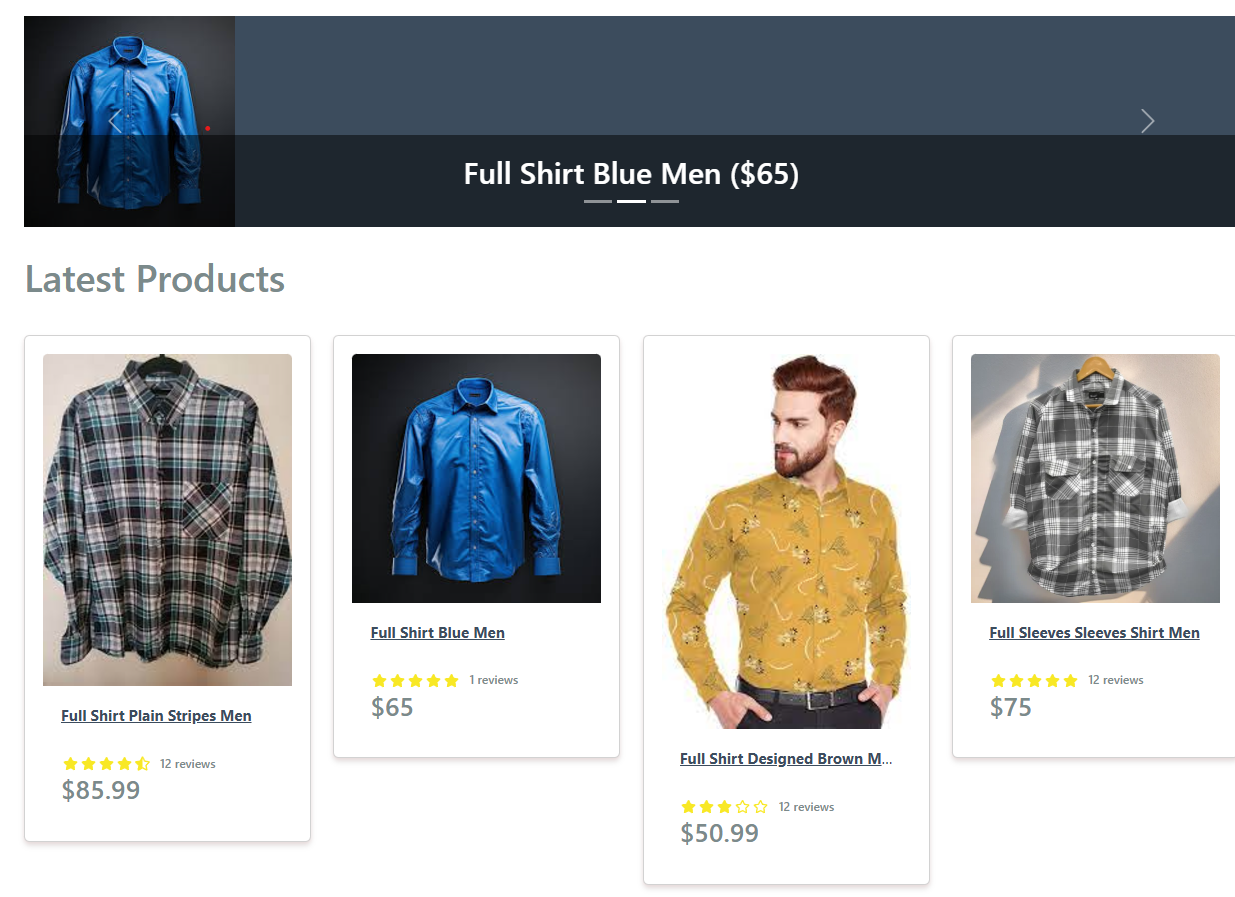 Full Shirt Blue Men ($65)
Latest Products
Full Shirt Plain Stripes Men
12 reviews
$85.99
Full Shirt Blue Men
1 reviews
$65
Full Shirt Designed Brown M...
12 reviews
$50.99
Full Sleeves Sleeves Shirt Men
12 reviews
$75